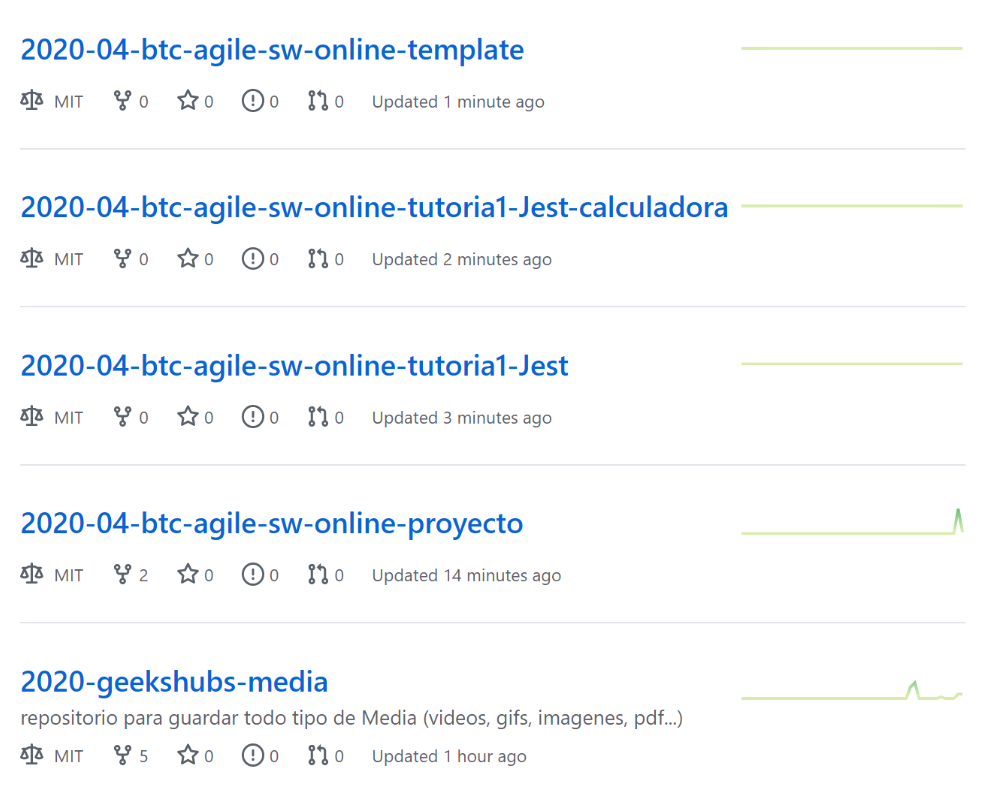 2020-04-btc-agile-sw-online-template
MIT 0 0 0 0 Updated 1 minute ago
2020-04-btc-agile-sw-online-tutoria1-Jest-calculadora
MIT 0 0 0 0 Updated 2 minutes ago
2020-04-btc-agile-sw-online-tutoria1-Jest
MIT 0 0 0 0 Updated 3 minutes ago
2020-04-btc-agile-sw-online-proyecto
MIT 2 0 0 0 Updated 14 minutes ago
2020-geekshubs-media
repositorio para guardar todo tipo de Media (videos, gifs, imagenes, pdf...)
MIT 5 0 0 0 Updated 1 hour ago